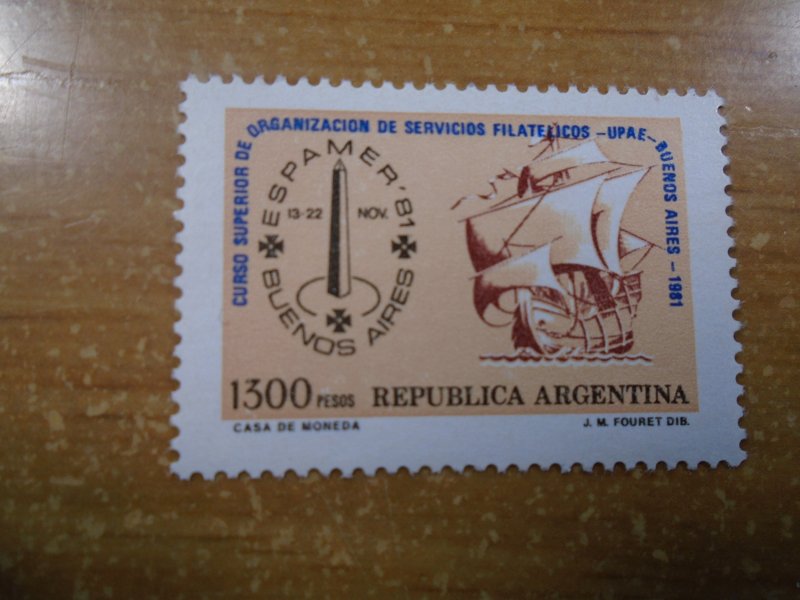 CURSO SUPERIOR DE ORGANIZACION DE SERVICIOS FILATELICOS -UPAE- BUENOS AIRES - 1981
ESPAMER '81
13-22 NOV.
BUENOS AIRES
1300 PESOS REPUBLICA ARGENTINA
CASA DE MONEDA J. M. FOURET DIB.